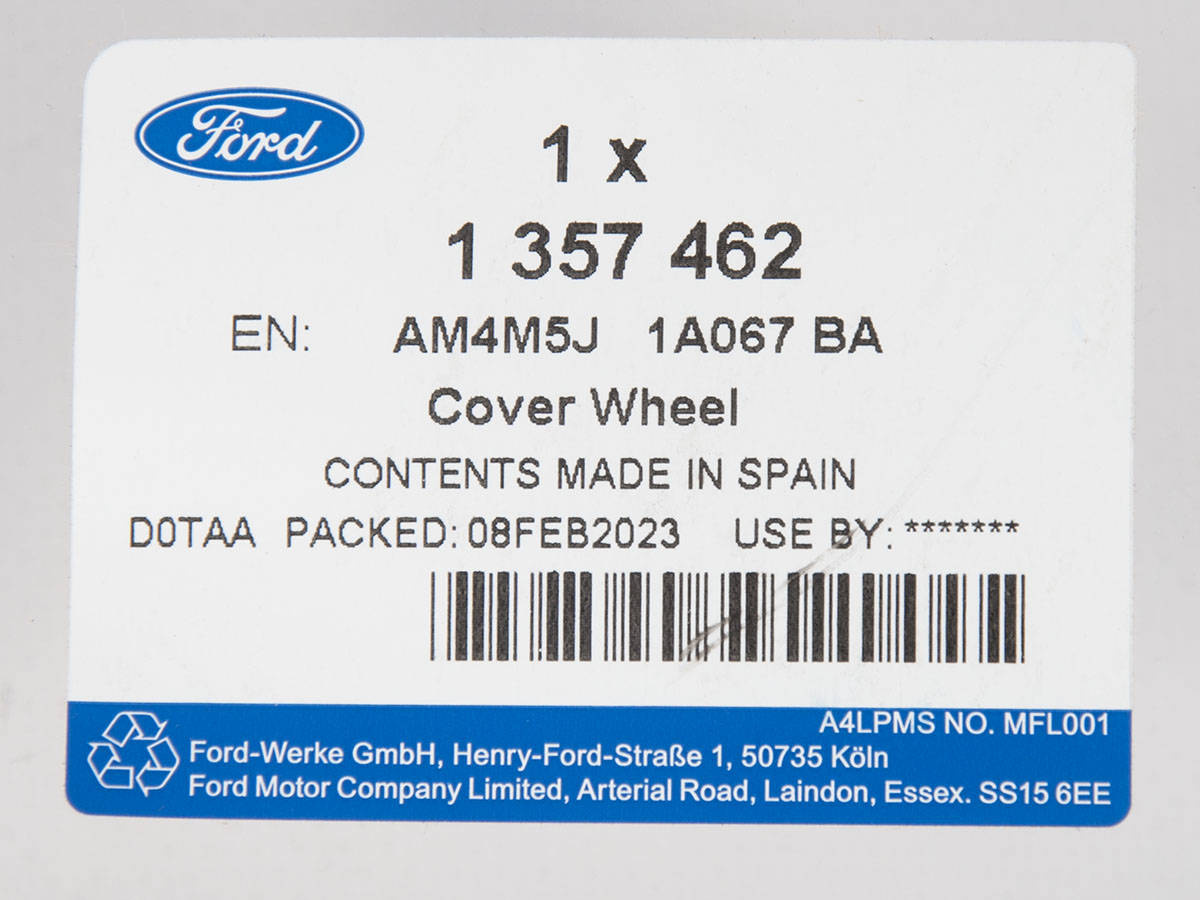 Ford
1 x
1 357 462
EN: AM4M5J 1A067 BA
Cover Wheel
CONTENTS MADE IN SPAIN
D0TAA PACKED: 08FEB2023 USE BY: *******
A4LPMS NO. MFL001
Ford-Werke GmbH, Henry-Ford-Straße 1, 50735 Köln
Ford Motor Company Limited, Arterial Road, Laindon, Essex. SS15 6EE